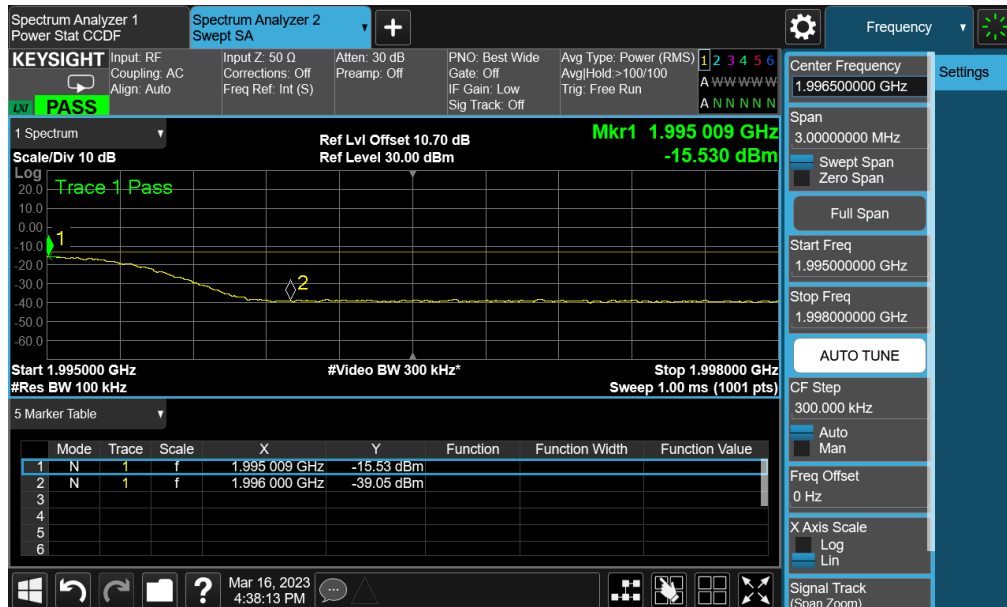 Spectrum Analyzer 1
Power Stat CCDF
Spectrum Analyzer 2
Swept SA
Frequency
KEYSIGHT
LXI
PASS
Input: RF
Coupling: AC
Align: Auto
Input Z: 50 Ω
Corrections: Off
Freq Ref: Int (S)
Atten: 30 dB
Preamp: Off
PNO: Best Wide
Gate: Off
IF Gain: Low
Sig Track: Off
Avg Type: Power (RMS)
Avg|Hold:>100/100
Trig: Free Run
1 2 3 4 5 6
A W W W W W
A N N N N N
Center Frequency
1.996500000 GHz
Settings
Span
3.00000000 MHz
Swept Span
Zero Span
Full Span
Start Freq
1.995000000 GHz
Stop Freq
1.998000000 GHz
AUTO TUNE
CF Step
300.000 kHz
Auto
Man
Freq Offset
0 Hz
X Axis Scale
Log
Lin
Signal Track
(Span Zoom)
1 Spectrum
Scale/Div 10 dB
Ref Lvl Offset 10.70 dB
Ref Level 30.00 dBm
Mkr1 1.995 009 GHz
-15.530 dBm
Log
Trace 1 Pass
20.0
10.0
0.00
-10.0
-20.0
-30.0
-40.0
-50.0
-60.0
1
2
Start 1.995000 GHz
#Res BW 100 kHz
#Video BW 300 kHz*
Stop 1.998000 GHz
Sweep 1.00 ms (1001 pts)
5 Marker Table
Mode Trace Scale X Y Function Function Width Function Value
1 N 1 f 1.995 009 GHz -15.53 dBm
2 N 1 f 1.996 000 GHz -39.05 dBm
3
4
5
6
?
Mar 16, 2023
4:38:13 PM